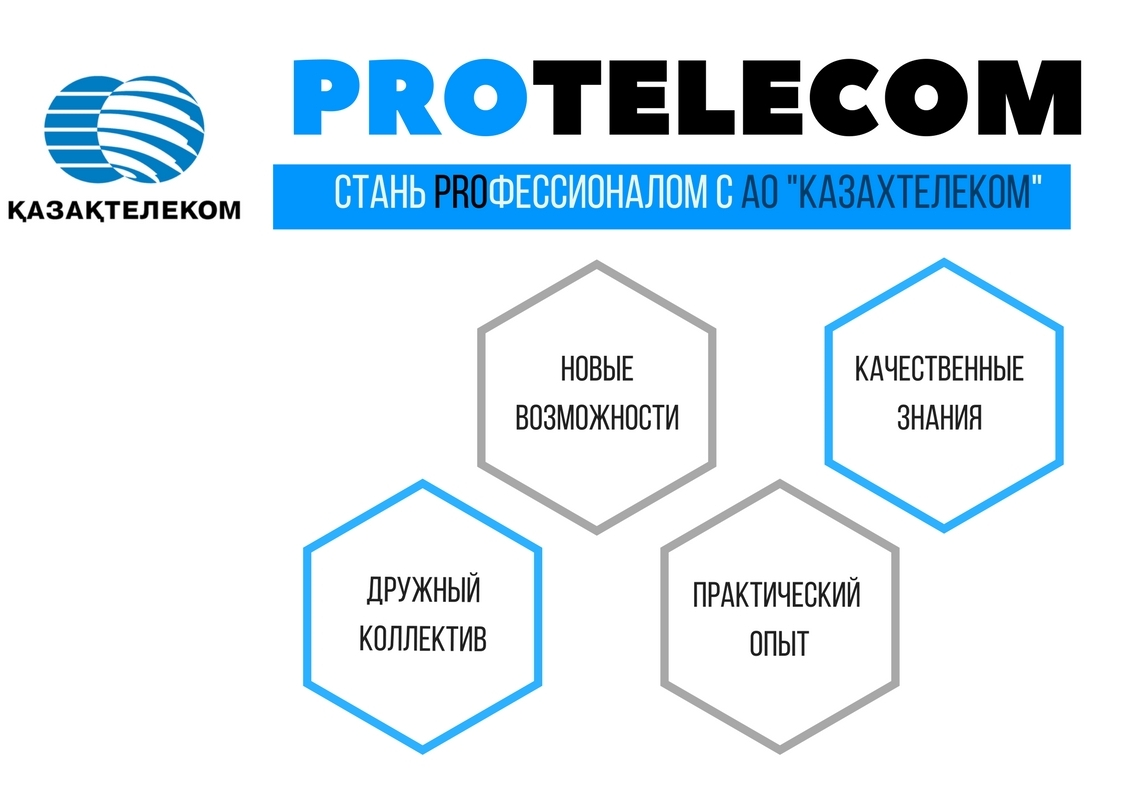 PROTELECOM
ҚАЗАҚТЕЛЕКОМ
СТАНЬ PROФЕССИОНАЛОМ С АО "КАЗАХТЕЛЕКОМ"
НОВЫЕ
ВОЗМОЖНОСТИ
КАЧЕСТВЕННЫЕ
ЗНАНИЯ
ДРУЖНЫЙ
КОЛЛЕКТИВ
ПРАКТИЧЕСКИЙ
ОПЫТ